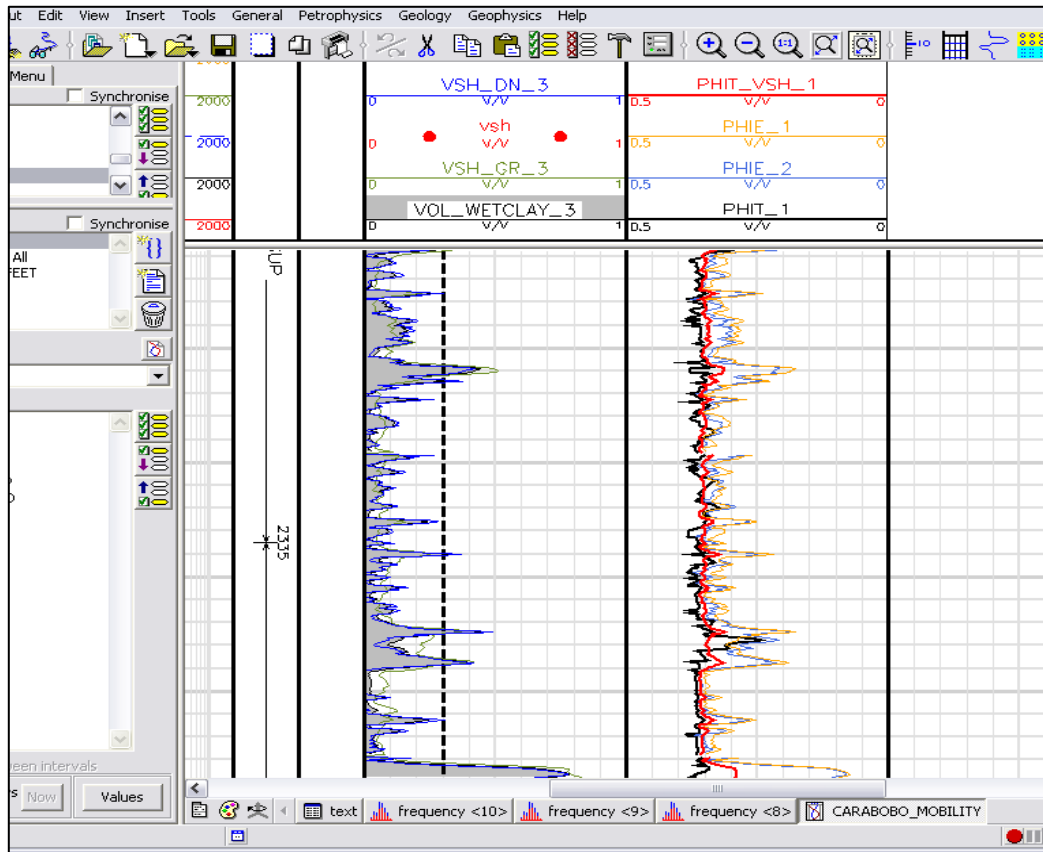 ut Edit View Insert Tools General Petrophysics Geology Geophysics Help
1:1 10
Menu
Synchronise
2000
2000
2000
2000
VSH_DN_3
0 V/V 1
vsh
0 V/V 1
VSH_GR_3
0 V/V 1
VOL_WETCLAY_3
0 V/V 1
PHIT_VSH_1
0.5 V/V 0
PHIE_1
0.5 V/V 0
PHIE_2
0.5 V/V 0
PHIT_1
0.5 V/V 0
Synchronise
All
FEET
UP
2335
een intervals
s Now Values
text frequency <10> frequency <9> frequency <8> CARABOBO_MOBILITY